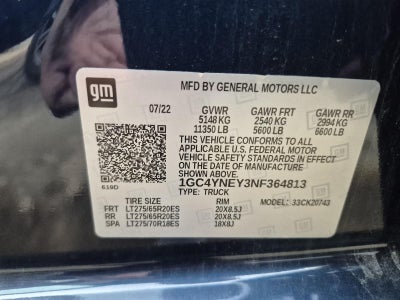 gm
MFD BY GENERAL MOTORS LLC
07/22 GVWR GAWR FRT GAWR RR
5148 KG 2540 KG 2994 KG
11350 LB 5600 LB 6600 LB
THIS VEHICLE CONFORMS TO ALL
APPLICABLE U.S. FEDERAL MOTOR
VEHICLE SAFETY STANDARDS IN EFFECT
ON THE DATE OF MANUFACTURE
SHOWN ABOVE.
1GC4YNEY3NF364813
TYPE: TRUCK
619D
TIRE SIZE RIM MODEL: 33CK20743
FRT LT275/65R20ES 20X8.5J
RR LT275/65R20ES 20X8.5J
SPA LT275/70R18ES 18X8J